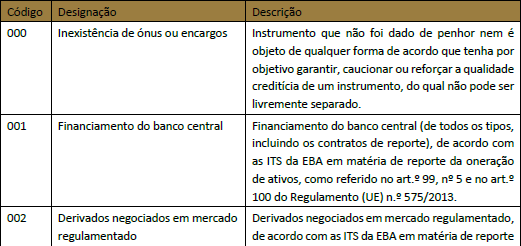 Código Designação Descrição
000 Inexistência de ónus ou encargos Instrumento que não foi dado de penhor nem é
objeto de qualquer forma de acordo que tenha por
objetivo garantir, caucionar ou reforçar a qualidade
creditícia de um instrumento, do qual não pode ser
livremente separado.
001 Financiamento do banco central Financiamento do banco central (de todos os tipos,
incluindo os contratos de reporte), de acordo com
as ITS da EBA em matéria de reporte da oneração
de ativos, como referido no art.º 99, nº 5 e no art.º
100 do Regulamento (UE) n.º 575/2013.
002 Derivados negociados em mercado Derivados negociados em mercado regulamentado,
regulamentado de acordo com as ITS da EBA em matéria de reporte